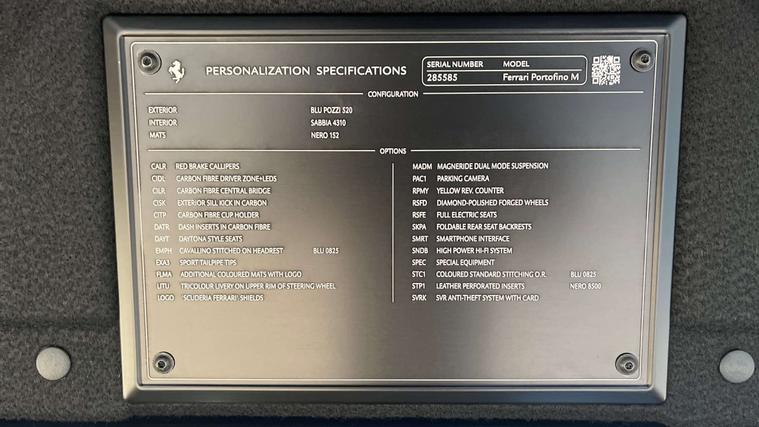 PERSONALIZATION SPECIFICATIONS
SERIAL NUMBER MODEL
285585 Ferrari Portofino M
CONFIGURATION
EXTERIOR BLU POZZI 520
INTERIOR SABBIA 4310
MATS NERO 152
OPTIONS
CALR RED BRAKE CALLIPERS
CIDL CARBON FIBRE DRIVER ZONE+LEDS
CILR CARBON FIBRE CENTRAL BRIDGE
CISK EXTERIOR SILL KICK IN CARBON
CITP CARBON FIBRE CUP HOLDER
DATR DASH INSERTS IN CARBON FIBRE
DAYT DAYTONA STYLE SEATS
EMPH CAVALLINO STITCHED ON HEADREST BLU 0825
EXA3 SPORT TAILPIPE TIPS
FLMA ADDITIONAL COLOURED MATS WITH LOGO
LITU TRICOLOUR LIVERY ON UPPER RIM OF STEERING WHEEL
LOGO 'SCUDERIA FERRARI' SHIELDS
MADM MAGNERIDE DUAL MODE SUSPENSION
PAC1 PARKING CAMERA
RPMY YELLOW REV. COUNTER
RSFD DIAMOND-POLISHED FORGED WHEELS
RSFE FULL ELECTRIC SEATS
SKPA FOLDABLE REAR SEAT BACKRESTS
SMRT SMARTPHONE INTERFACE
SNDB HIGH POWER HI-FI SYSTEM
SPEC SPECIAL EQUIPMENT
STC1 COLOURED STANDARD STITCHING O.R. BLU 0825
STP1 LEATHER PERFORATED INSERTS NERO 8500
SVRK SVR ANTI-THEFT SYSTEM WITH CARD